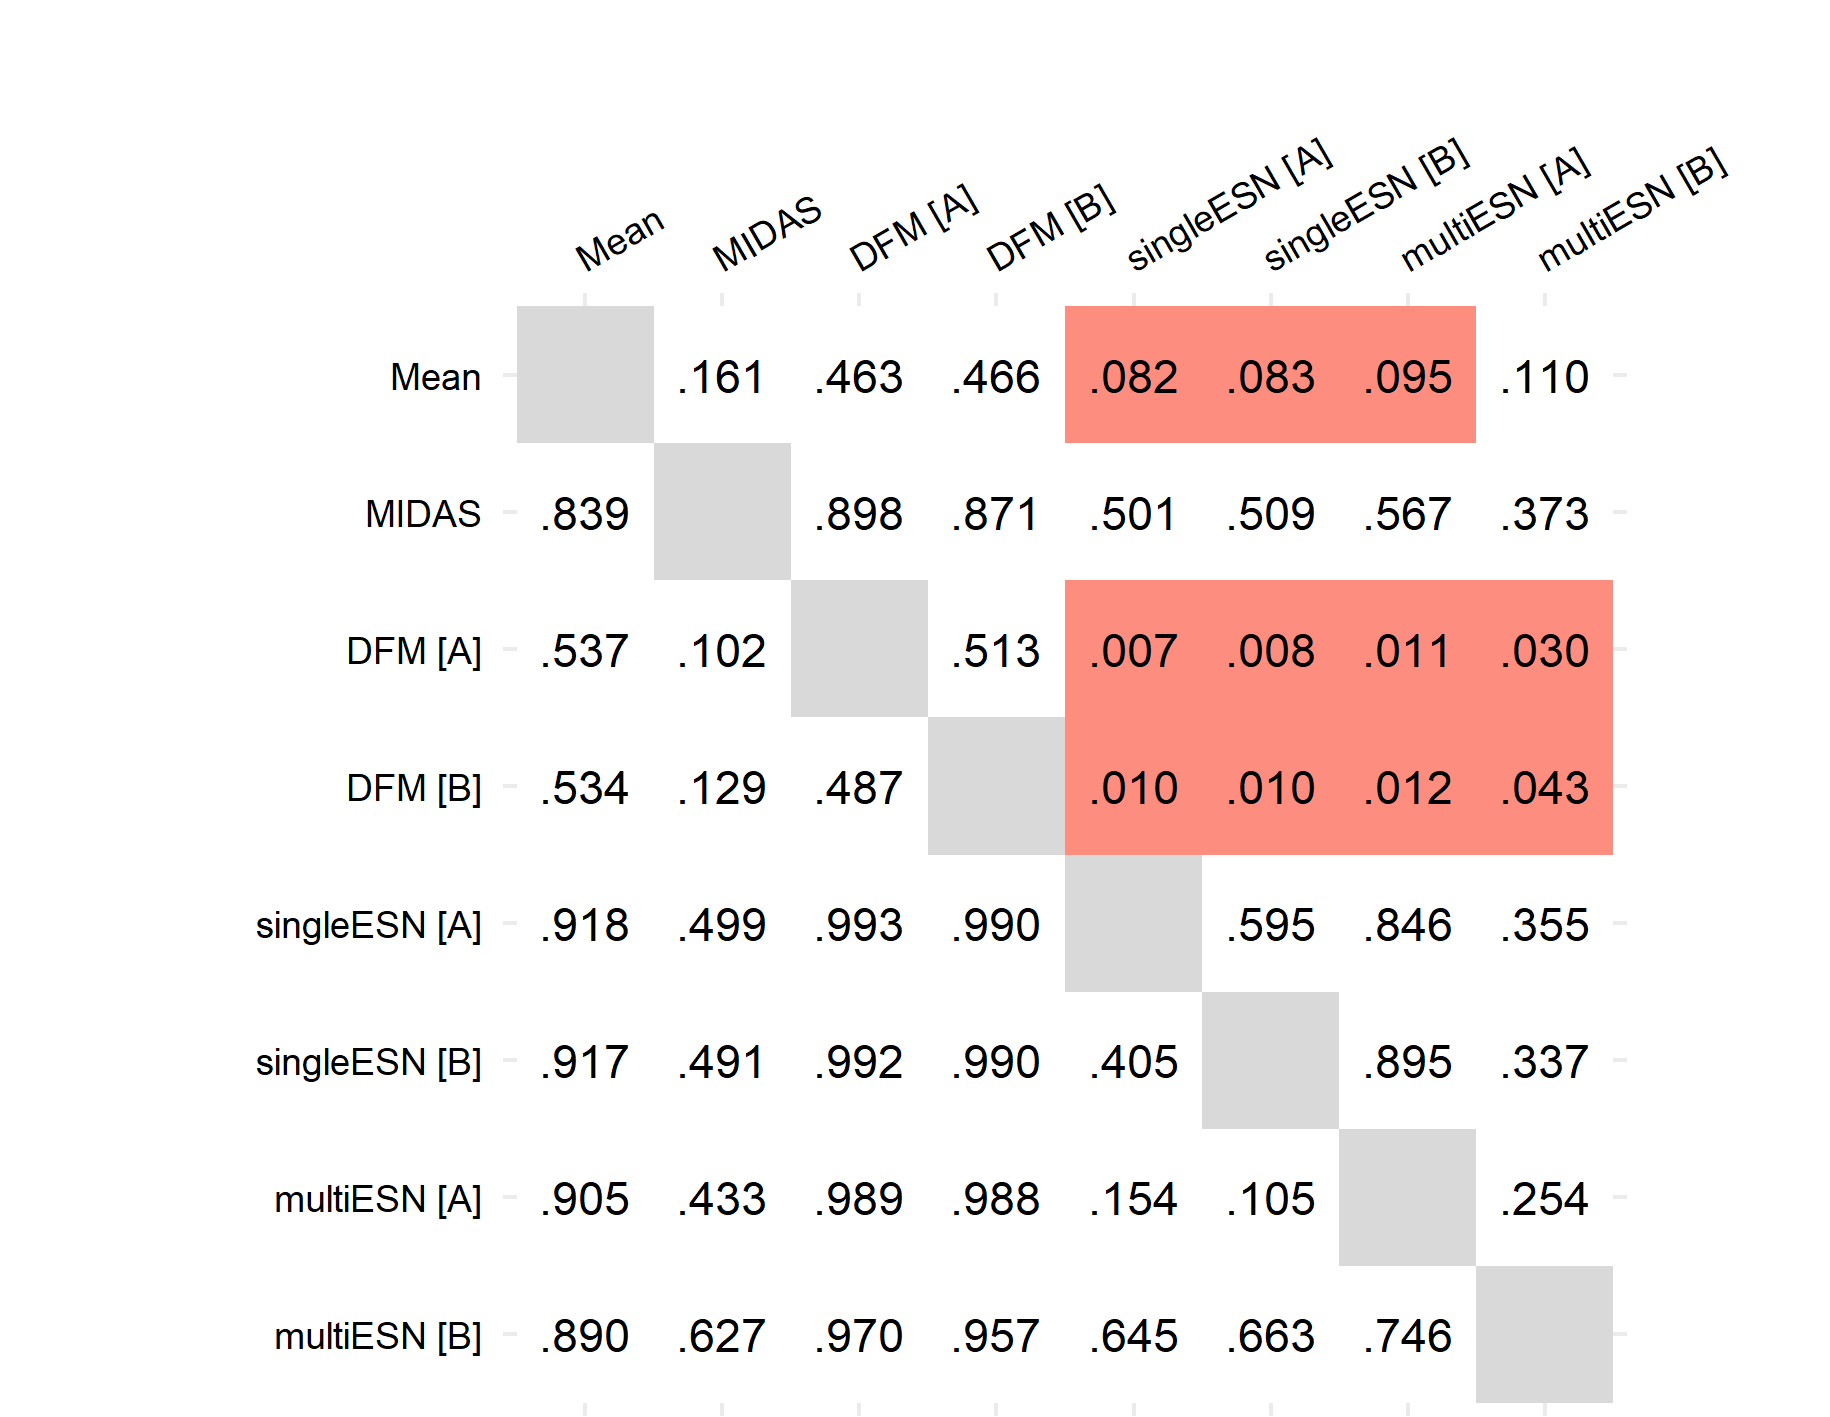 Mean MIDAS DFM [A] DFM [B] singleESN [A] singleESN [B] multiESN [A] multiESN [B]
Mean .161 .463 .466 .082 .083 .095 .110
MIDAS .839 .898 .871 .501 .509 .567 .373
DFM [A] .537 .102 .513 .007 .008 .011 .030
DFM [B] .534 .129 .487 .010 .010 .012 .043
singleESN [A] .918 .499 .993 .990 .595 .846 .355
singleESN [B] .917 .491 .992 .990 .405 .895 .337
multiESN [A] .905 .433 .989 .988 .154 .105 .254
multiESN [B] .890 .627 .970 .957 .645 .663 .746